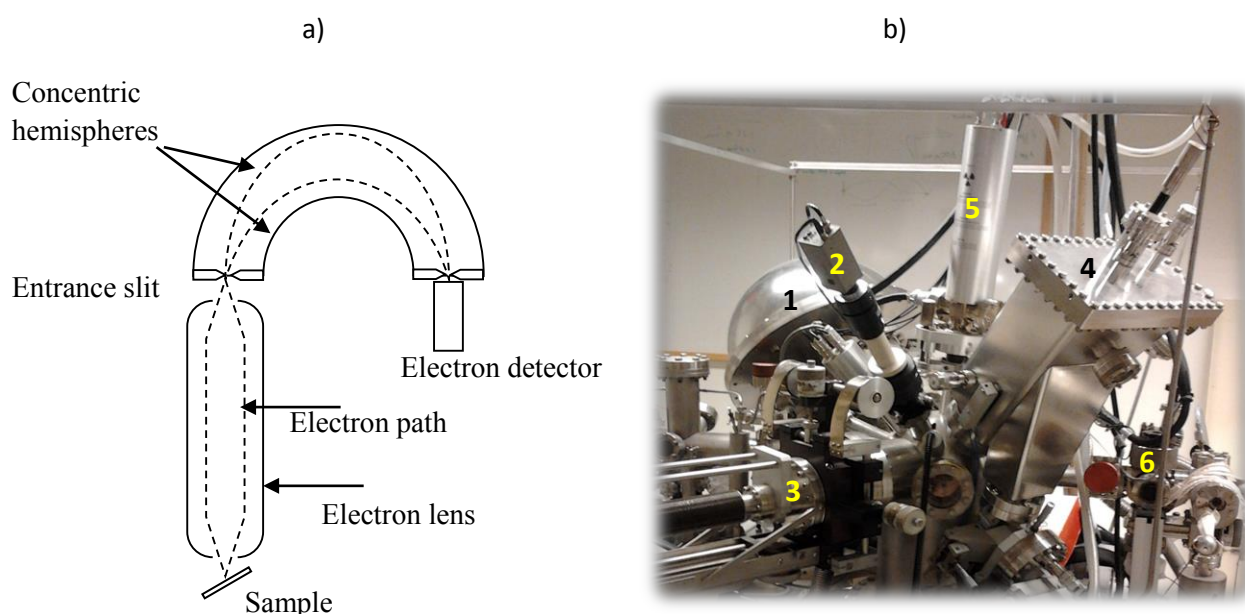 a)
b)
Concentric
hemispheres
Entrance slit
Electron detector
Electron path
Electron lens
Sample
1
2
3
4
5
6